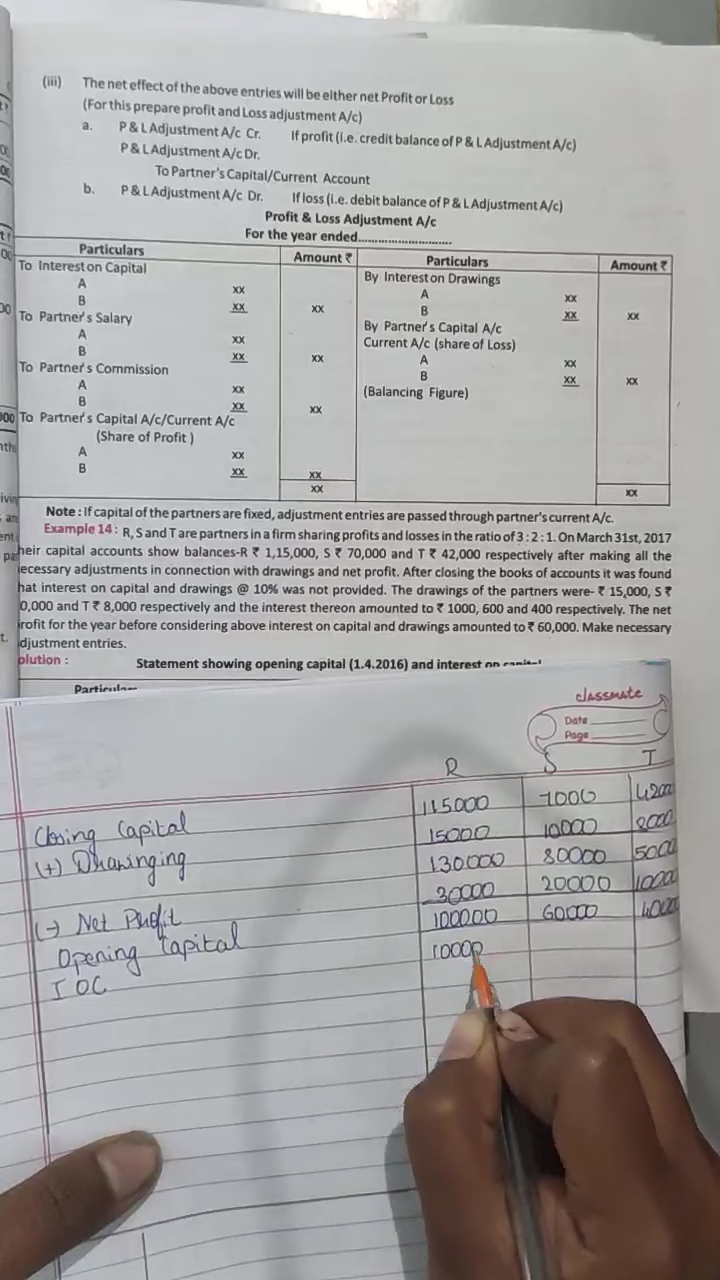 (iii) The net effect of the above entries will be either net Profit or Loss
(For this prepare profit and Loss adjustment A/c)
a. P & L Adjustment A/c Cr. If profit (i.e. credit balance of P & L Adjustment A/c)
P & L Adjustment A/c Dr.
To Partner's Capital/Current Account
b. P & L Adjustment A/c Dr. If loss (i.e. debit balance of P & L Adjustment A/c)
Profit & Loss Adjustment A/c
For the year ended..............................
Particulars Amount ₹ Particulars Amount ₹
To Interest on Capital By Interest on Drawings
A xx A xx
B xx xx B xx xx
To Partner's Salary By Partner's Capital A/c
A xx Current A/c (share of Loss)
B xx xx A xx
To Partner's Commission B xx xx
A xx (Balancing Figure)
B xx xx
To Partner's Capital A/c/Current A/c
(Share of Profit )
A xx
B xx xx
xx xx
Note : If capital of the partners are fixed, adjustment entries are passed through partner's current A/c.
Example 14 : R, S and T are partners in a firm sharing profits and losses in the ratio of 3 : 2 : 1. On March 31st, 2017
heir capital accounts show balances-R ₹ 1,15,000, S ₹ 70,000 and T ₹ 42,000 respectively after making all the
ecessary adjustments in connection with drawings and net profit. After closing the books of accounts it was found
hat interest on capital and drawings @ 10% was not provided. The drawings of the partners were- ₹ 15,000, S ₹
0,000 and T ₹ 8,000 respectively and the interest thereon amounted to ₹ 1000, 600 and 400 respectively. The net
rofit for the year before considering above interest on capital and drawings amounted to ₹ 60,000. Make necessary
djustment entries.
olution : Statement showing opening capital (1.4.2016) and interest on capital
Particulars
classmate
Date
Page
R S T
Closing Capital 115000 7000 4200
(+) Drawinging 15000 10000 8000
130000 80000 5000
(-) Net Profit 30000 20000 10000
Opening Capital 100000 60000 4000
I OC 10000